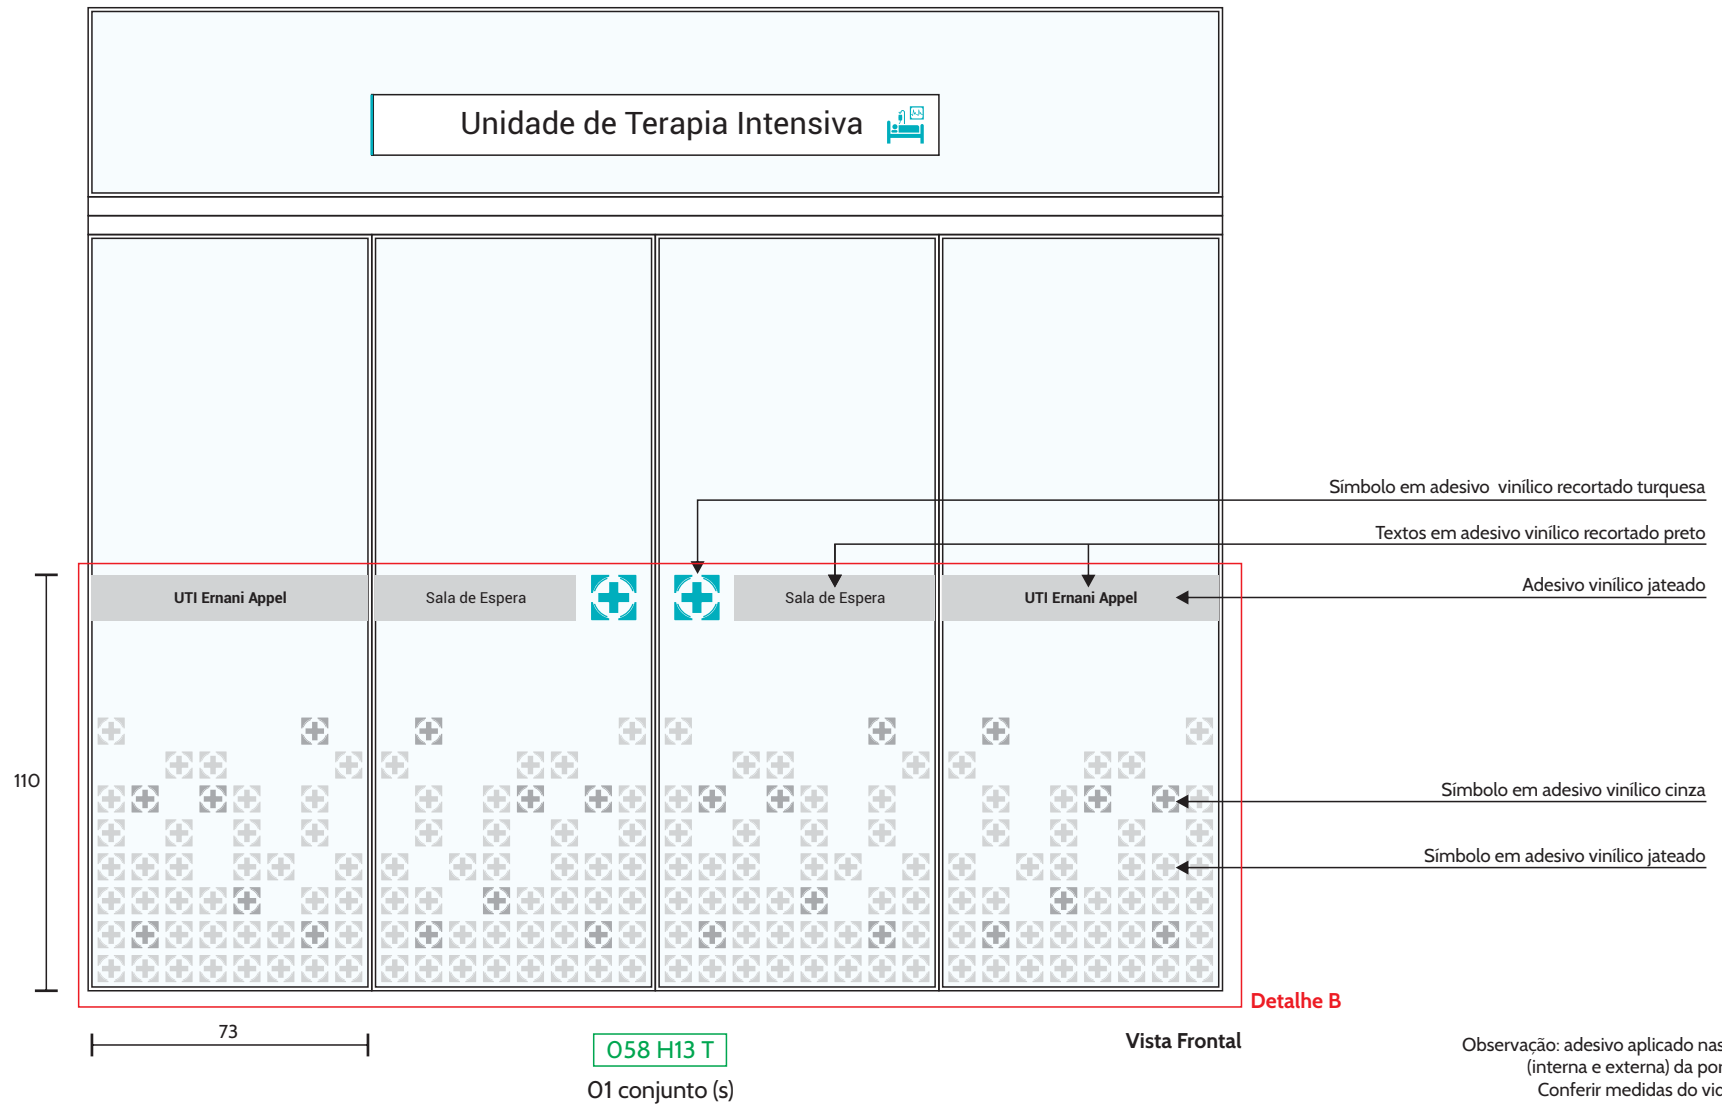 Unidade de Terapia Intensiva
Símbolo em adesivo vinílico recortado turquesa
Textos em adesivo vinílico recortado preto
Adesivo vinílico jateado
UTI Ernani Appel
Sala de Espera
Sala de Espera
UTI Ernani Appel
110
Símbolo em adesivo vinílico cinza
Símbolo em adesivo vinílico jateado
Detalhe B
73
058 H13 T
01 conjunto (s)
Vista Frontal
Observação: adesivo aplicado nas
(interna e externa) da
Conferir medidas do